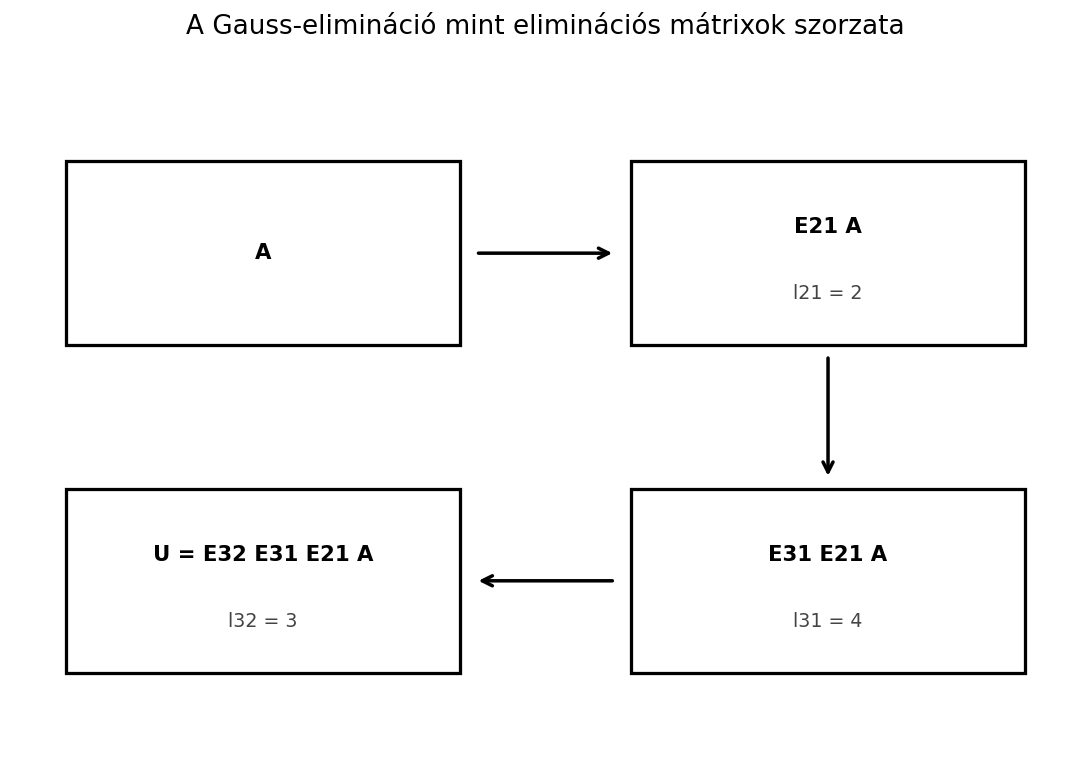 A Gauss-elimináció mint eliminációs mátrixok szorzata
A
E21 A
l21 = 2
E31 E21 A
l31 = 4
U = E32 E31 E21 A
l32 = 3